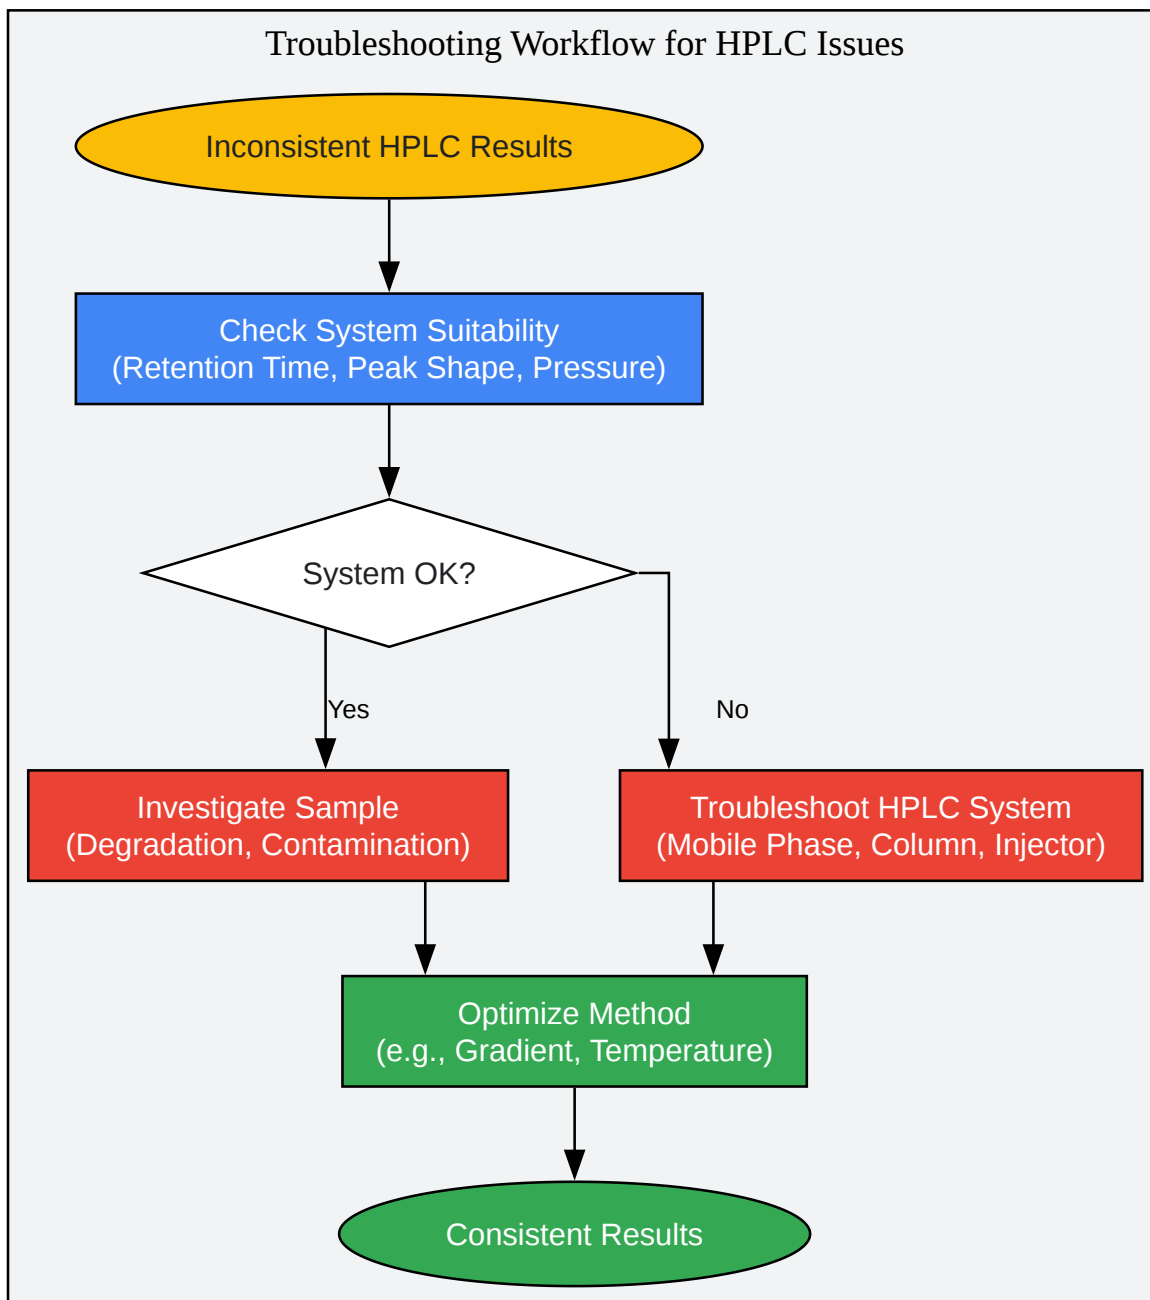 Troubleshooting Workflow for HPLC Issues
Inconsistent HPLC Results
Check System Suitability
(Retention Time, Peak Shape, Pressure)
System OK?
Yes
No
Investigate Sample
(Degradation, Contamination)
Troubleshoot HPLC System
(Mobile Phase, Column, Injector)
Optimize Method
(e.g., Gradient, Temperature)
Consistent Results